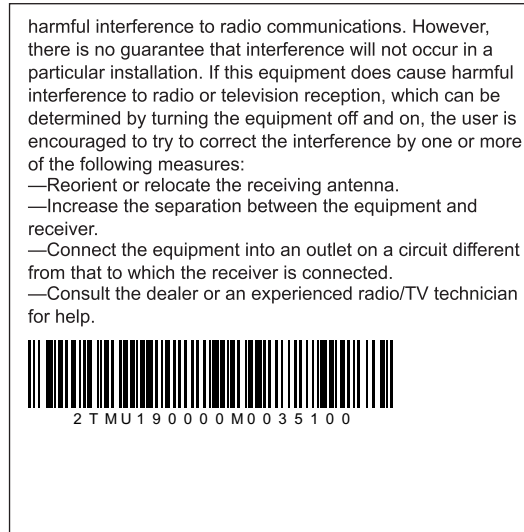 harmful interference to radio communications. However,
there is no guarantee that interference will not occur in a
particular installation. If this equipment does cause harmful
interference to radio or television reception, which can be
determined by turning the equipment off and on, the user is
encouraged to try to correct the interference by one or more
of the following measures:
—Reorient or relocate the receiving antenna.
—Increase the separation between the equipment and
receiver.
—Connect the equipment into an outlet on a circuit different
from that to which the receiver is connected.
—Consult the dealer or an experienced radio/TV technician
for help.
2TMU190000M0035100